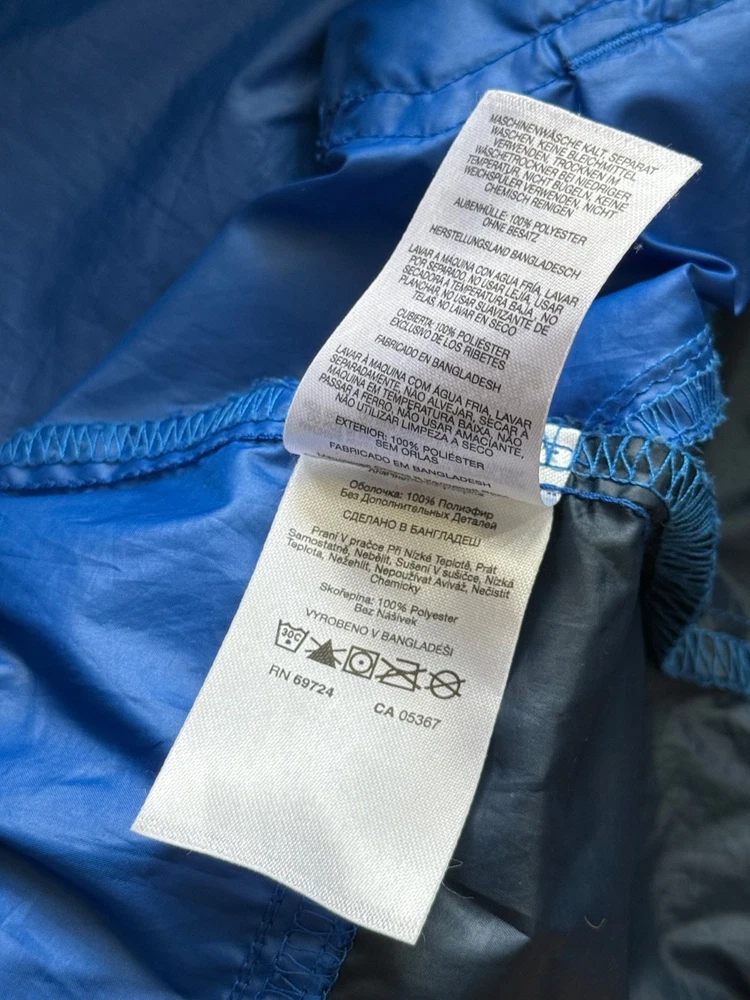 MASCHINENWÄSCHE KALT, SEPARAT
WASCHEN, KEINE BLEICHMITTEL
VERWENDEN, TROCKNEN IM
WÄSCHETROCKNER BEI NIEDRIGER
TEMPERATUR, NICHT BÜGELN, KEINE
WEICHSPÜLER VERWENDEN, NICHT
CHEMISCH REINIGEN
AUßENHÜLLE: 100% POLYESTER
OHNE BESATZ
HERSTELLUNGSLAND BANGLADESCH
LAVAR A MAQUINA CON AGUA FRIA, LAVAR
POR SEPARADO, NO USAR LEJIA, USAR
SECADORA A TEMPERATURA BAJA, NO
PLANCHAR, NO USAR SUAVIZANTE DE
TELAS, NO LAVAR EN SECO
CUBIERTA: 100% POLIÉSTER
EXCLUSIVO DE LOS RIBETES
FABRICADO EN BANGLADESH
LAVAR À MÁQUINA COM ÁGUA FRIA, LAVAR
SEPARADAMENTE, NÃO ALVEJAR, SECAR À
MÁQUINA EM TEMPERATURA BAIXA, NÃO
PASSAR A FERRO, NÃO USAR AMACIANTE,
NÃO UTILIZAR LIMPEZA A SECO
EXTERIOR: 100% POLIÉSTER
SEM ORLAS
FABRICADO EM BANGLADESH
Оболочка: 100% Полиэфир
Без Дополнительных Деталей
СДЕЛАНО В БАНГЛАДЕШ
Praní V pračce Při Nízké Teplotě, Prát
Samostatně, Nebělit, Sušení V sušičce, Nízká
Teplota, Nežehlit, Nepoužívat Aviváž, Nečistit
Chemicky
Skořepina: 100% Polyester
Bez Nášivek
VYROBENO V BANGLADÉŠI
30C
RN 69724 CA 05367